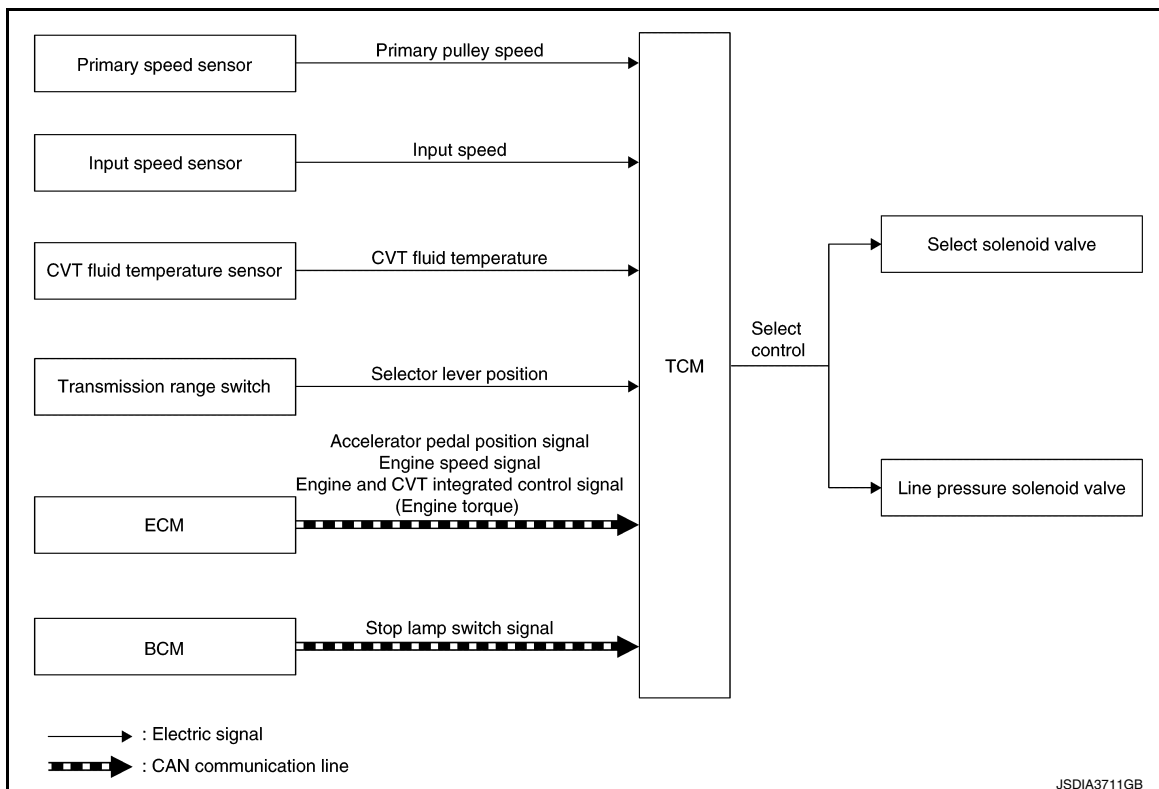 Primary speed sensor
Primary pulley speed
Input speed sensor
Input speed
CVT fluid temperature sensor
CVT fluid temperature
Transmission range switch
Selector lever position
Accelerator pedal position signal
Engine speed signal
Engine and CVT integrated control signal
(Engine torque)
ECM
BCM
Stop lamp switch signal
TCM
Select
control
Select solenoid valve
Line pressure solenoid valve
: Electric signal
: CAN communication line
JSDIA3711GB